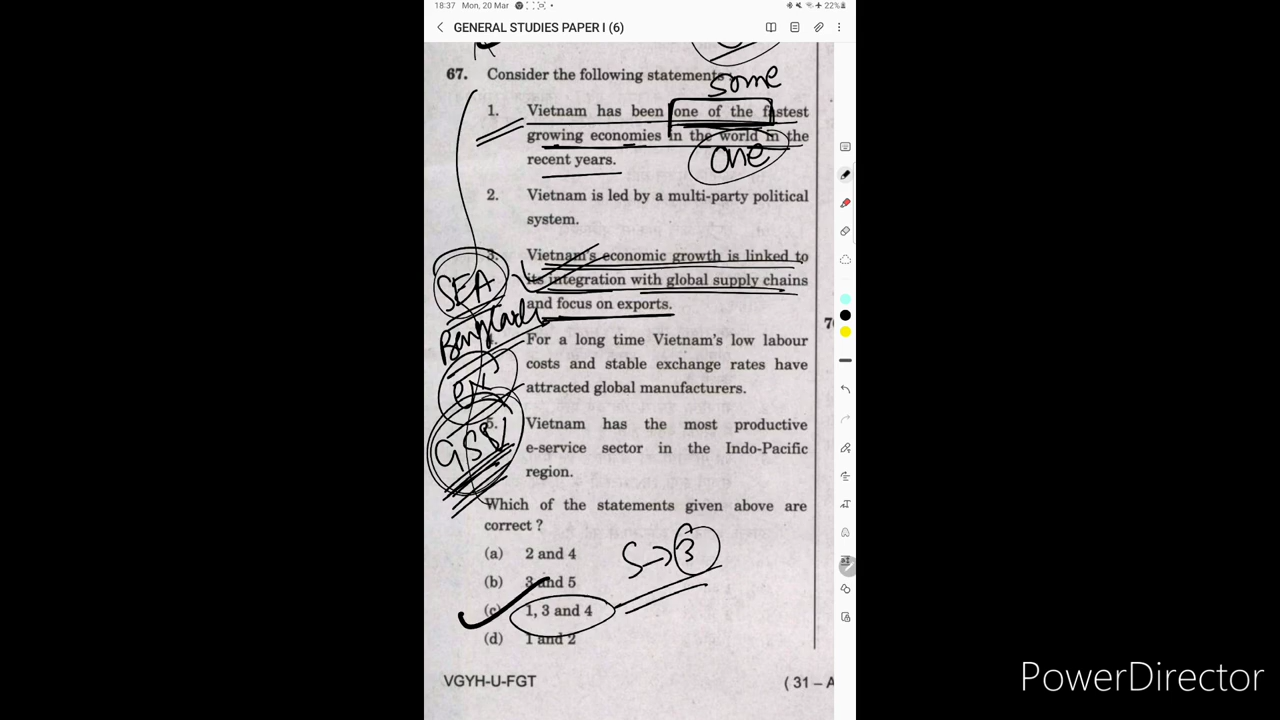 18:37 Mon, 20 Mar
22%
GENERAL STUDIES PAPER I (6)
67. Consider the following statements
some
1. Vietnam has been one of the fastest
growing economies in the world in the
one
recent years.
2. Vietnam is led by a multi-party political
system.
3. Vietnam's economic growth is linked to
its integration with global supply chains
SEA
and focus on exports.
4. For a long time Vietnam's low labour
costs and stable exchange rates have
attracted global manufacturers.
5. Vietnam has the most productive
e-service sector in the Indo-Pacific
region.
Which of the statements given above are
correct ?
(a) 2 and 4
S→3
(b) 3 and 5
(c) 1, 3 and 4
(d) 1 and 2
VGYH-U-FGT
( 31 – A
PowerDirector